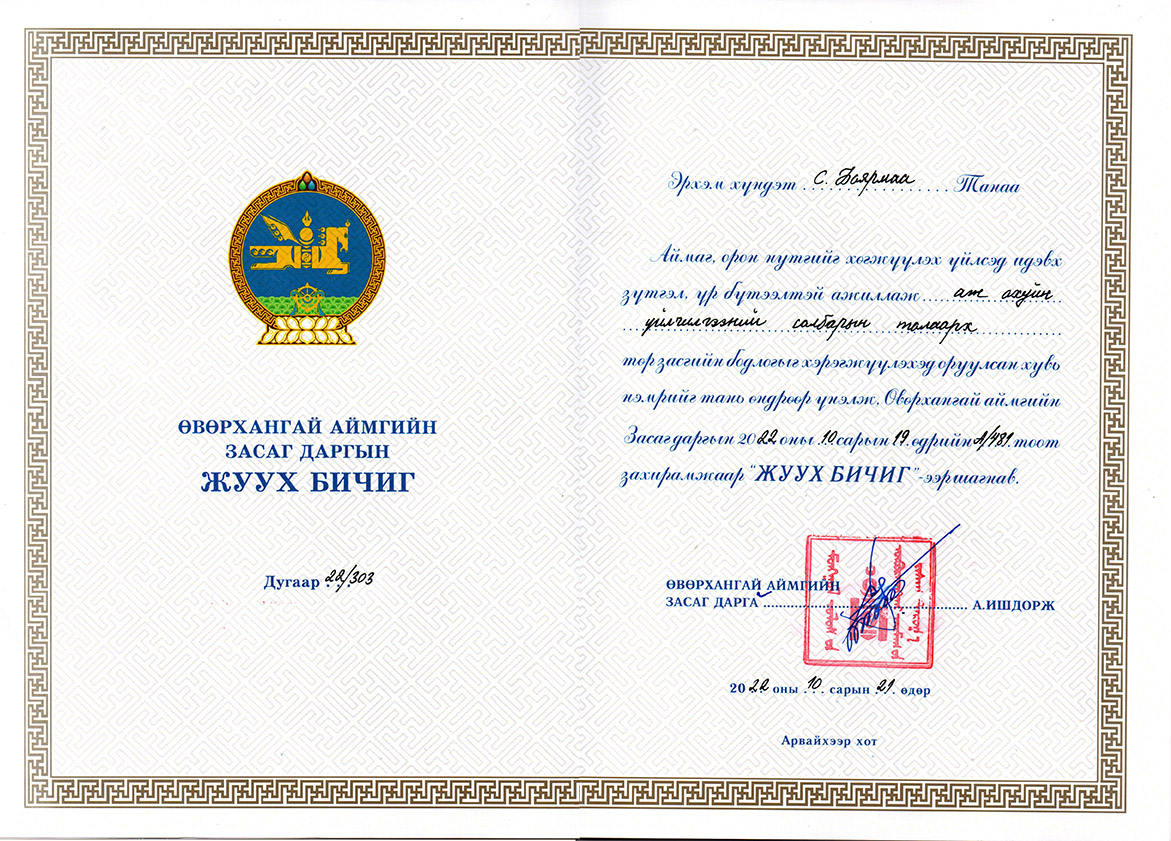 ӨВӨРХАНГАЙ АЙМГИЙН
ЗАСАГ ДАРГЫН
ЖУУХ БИЧИГ
Дугаар 22/303
Эрхэм хүндэт С. Боярмаа Танаа
Аймаг, орон нутгийг хөгжүүлэх үйлсэд идэвх
зүтгэл, үр бүтээлтэй ажиллаж аж ахуйн
үйлчилгээний салбарын талаарх
төр засгийн бодлогыг хэрэгжүүлэхэд оруулсан хувь
нэмрийг тань өндрөөр үнэлж, Өвөрхангай аймгийн
Засаг даргын 2022 оны 10 сарын 19 өдрийн А/481 тоот
захирамжаар "ЖУУХ БИЧИГ"-ээр шагнав.
ӨВӨРХАНГАЙ АЙМГИЙН
ЗАСАГ ДАРГА А.ИШДОРЖ
2022 оны 10 сарын 21 өдөр
Арвайхээр хот